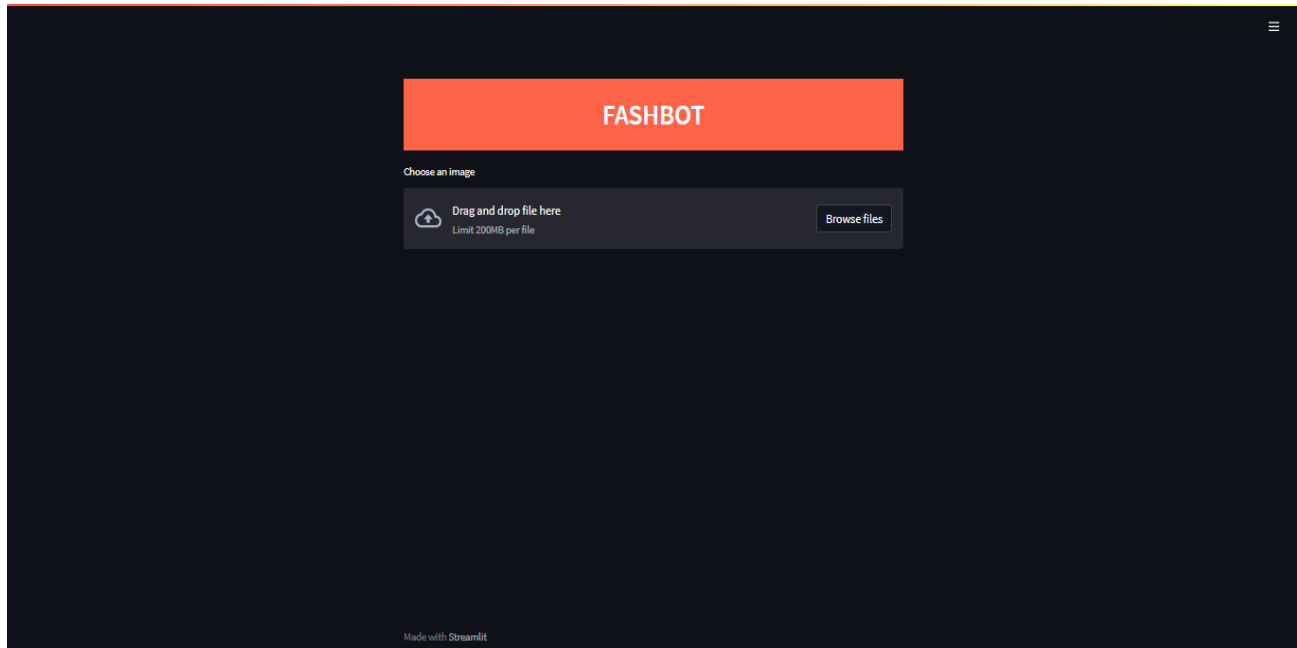 FASHBOT
Choose an image
Drag and drop file here
Limit 200MB per file
Browse files
Made with Streamlit